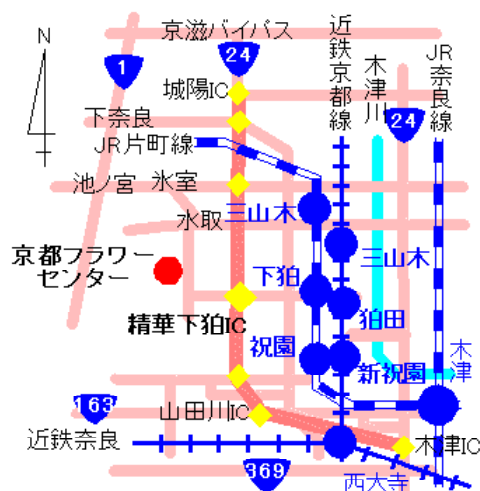 N
京滋バイパス
24
1
近鉄京都線
木津川
JR奈良線
24
城陽IC
下奈良
JR片町線
池ノ宮
氷室
三山木
水取
三山木
京都フラワー
センター
下狛
狛田
精華下狛IC
祝園
新祝園
木津
163
山田川IC
近鉄奈良
木津IC
369
西大寺